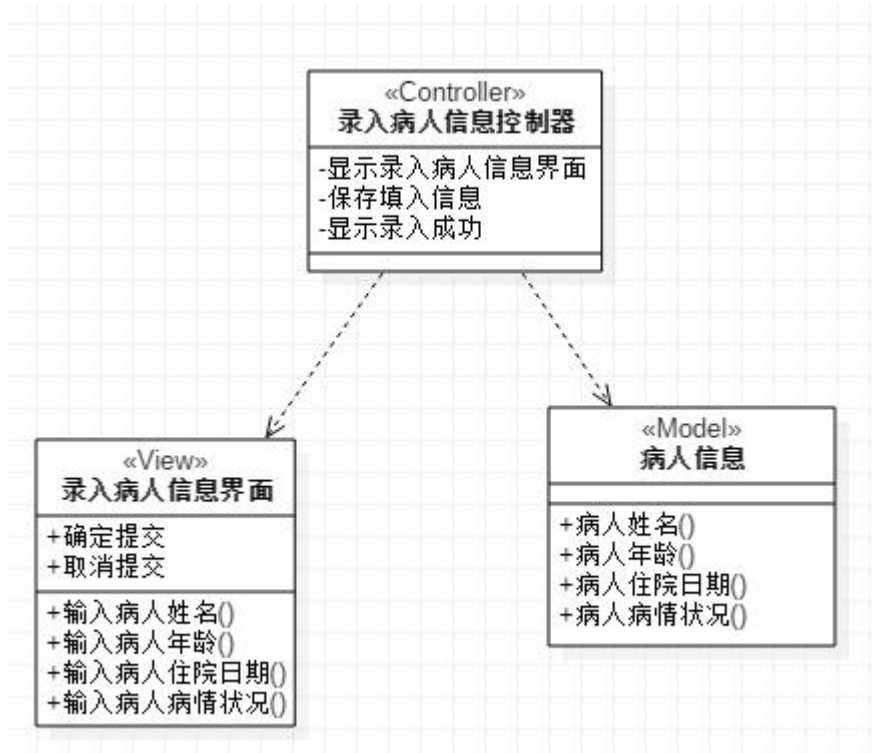 «Controller»
录入病人信息控制器
-显示录入病人信息界面
-保存填入信息
-显示录入成功
«View»
录入病人信息界面
+确定提交
+取消提交
+输入病人姓名()
+输入病人年龄()
+输入病人住院日期()
+输入病人病情状况()
«Model»
病人信息
+病人姓名()
+病人年龄()
+病人住院日期()
+病人病情状况()